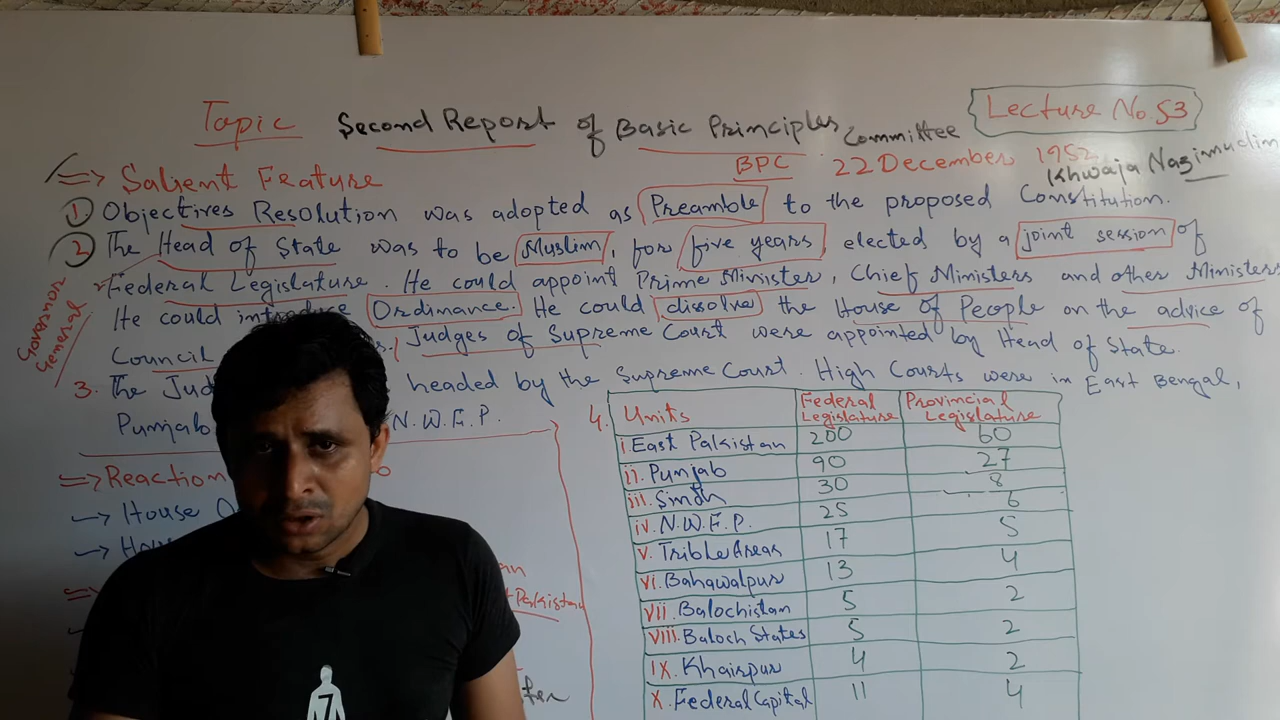 Topic Second Report of Basic Principles Committee
Lecture No.53
BPC 22 December 1952
Khwaja Nazimuddin
=> Salient Feature
1 Objectives Resolution was adopted as Preamble to the proposed Constitution.
2 The Head of State was to be Muslim, for five years, elected by a joint session of
Federal Legislature. He could appoint Prime Minister, Chief Ministers and other Ministers
He could introduce Ordinance. He could disolve the House of People on the advice of
Council Judges of Supreme Court were appointed by Head of State.
Governor General
3. The headed by the Supreme Court. High Courts were in East Bengal,
Punjab N.W.F.P.
=> Reaction
House
4. Units Federal Legislature Provincial Legislature
i. East Pakistan 200 60
ii. Punjab 90 27
iii. Sindh 30 8
iv. N.W.F.P. 25 6
v. Trible Areas 17 5
vi. Bahawalpur 13 4
vii. Balochistan 5 2
viii. Baloch States 5 2
ix. Khairpur 4 2
x. Federal Capital 11 4
Pakistan
7